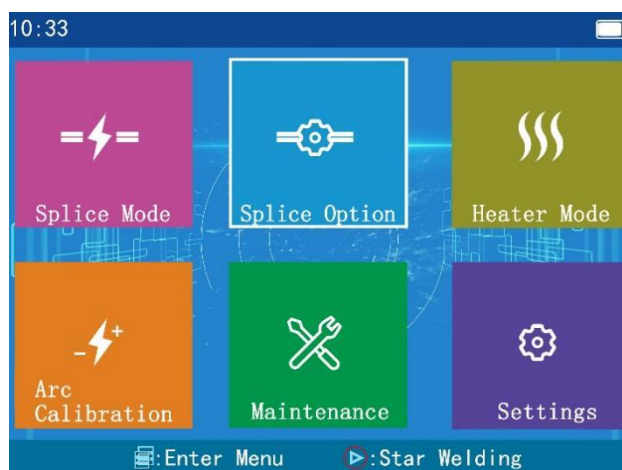 10:33
Splice Mode
Splice Option
Heater Mode
Arc
Calibration
Maintenance
Settings
:Enter Menu :Star Welding